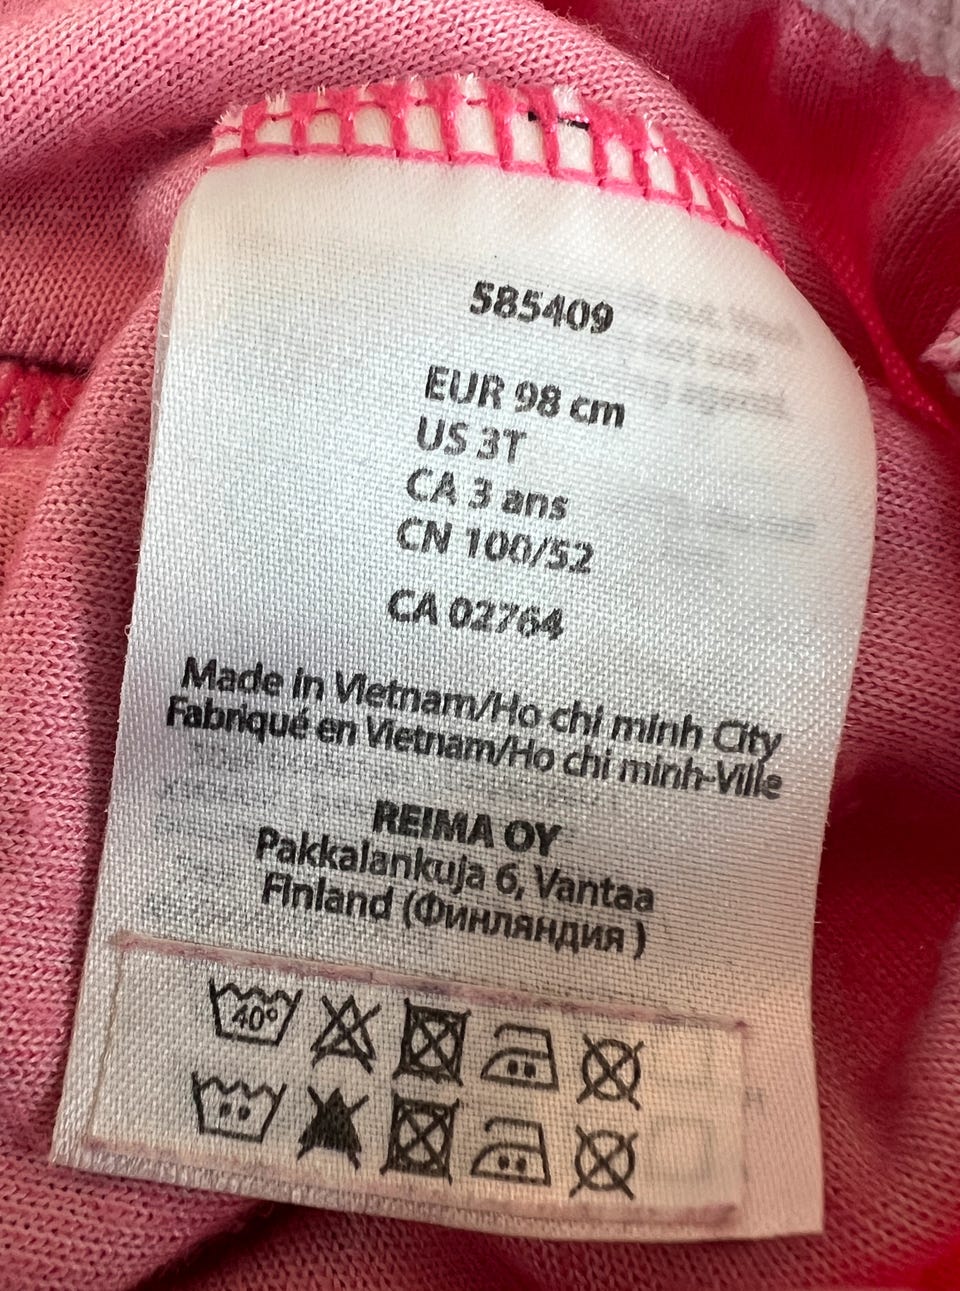 585409
EUR 98 cm
US 3T
CA 3 ans
CN 100/52
CA 02764
Made in Vietnam/Ho chi minh City
Fabriqué en Vietnam/Ho chi minh-Ville
REIMA OY
Pakkalankuja 6, Vantaa
Finland (Финляндия )
40°